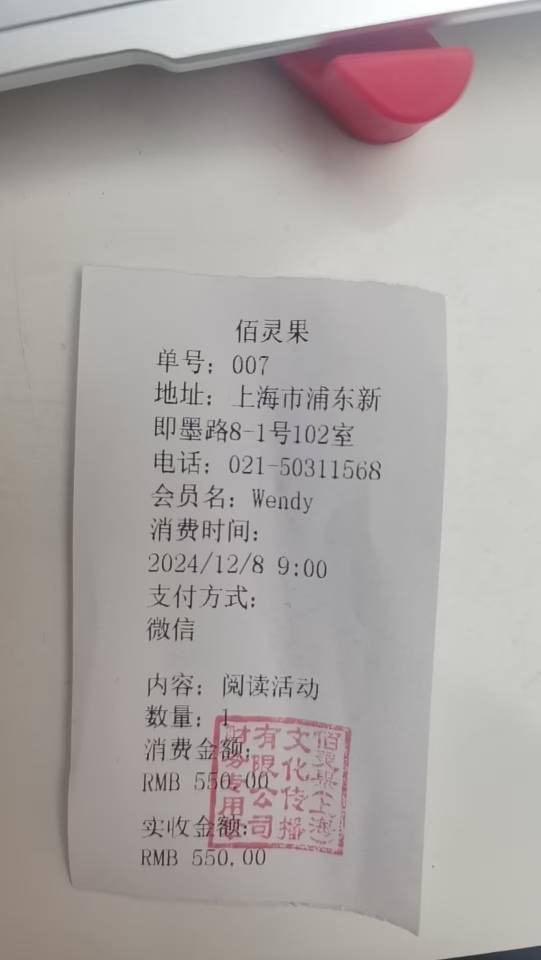 佰灵果
单号：007
地址：上海市浦东新
即墨路8-1号102室
电话：021-50311568
会员名：Wendy
消费时间：
2024/12/8 9:00
支付方式：
微信
内容：阅读活动
数量：1
消费金额：
RMB 550.00
实收金额：
RMB 550.00
佰灵果（上海）
文化传播
有限公司
财务专用